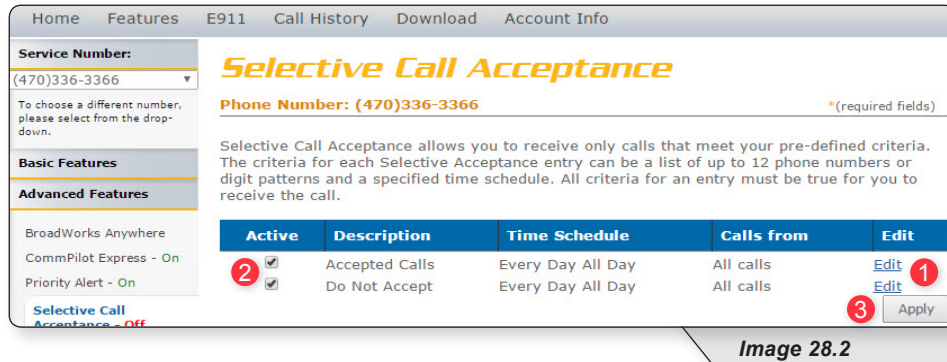 Home Features E911 Call History Download Account Info
Service Number:
(470)336-3366
To choose a different number,
please select from the drop-
down.
Basic Features
Advanced Features
BroadWorks Anywhere
CommPilot Express - On
Priority Alert - On
Selective Call
Acceptance - Off
Selective Call Acceptance
Phone Number: (470)336-3366 *(required fields)
Selective Call Acceptance allows you to receive only calls that meet your pre-defined criteria.
The criteria for each Selective Acceptance entry can be a list of up to 12 phone numbers or
digit patterns and a specified time schedule. All criteria for an entry must be true for you to
receive the call.
Active Description Time Schedule Calls from Edit
Accepted Calls Every Day All Day All calls Edit
2 1
Do Not Accept Every Day All Day All calls Edit
3 Apply
Image 28.2